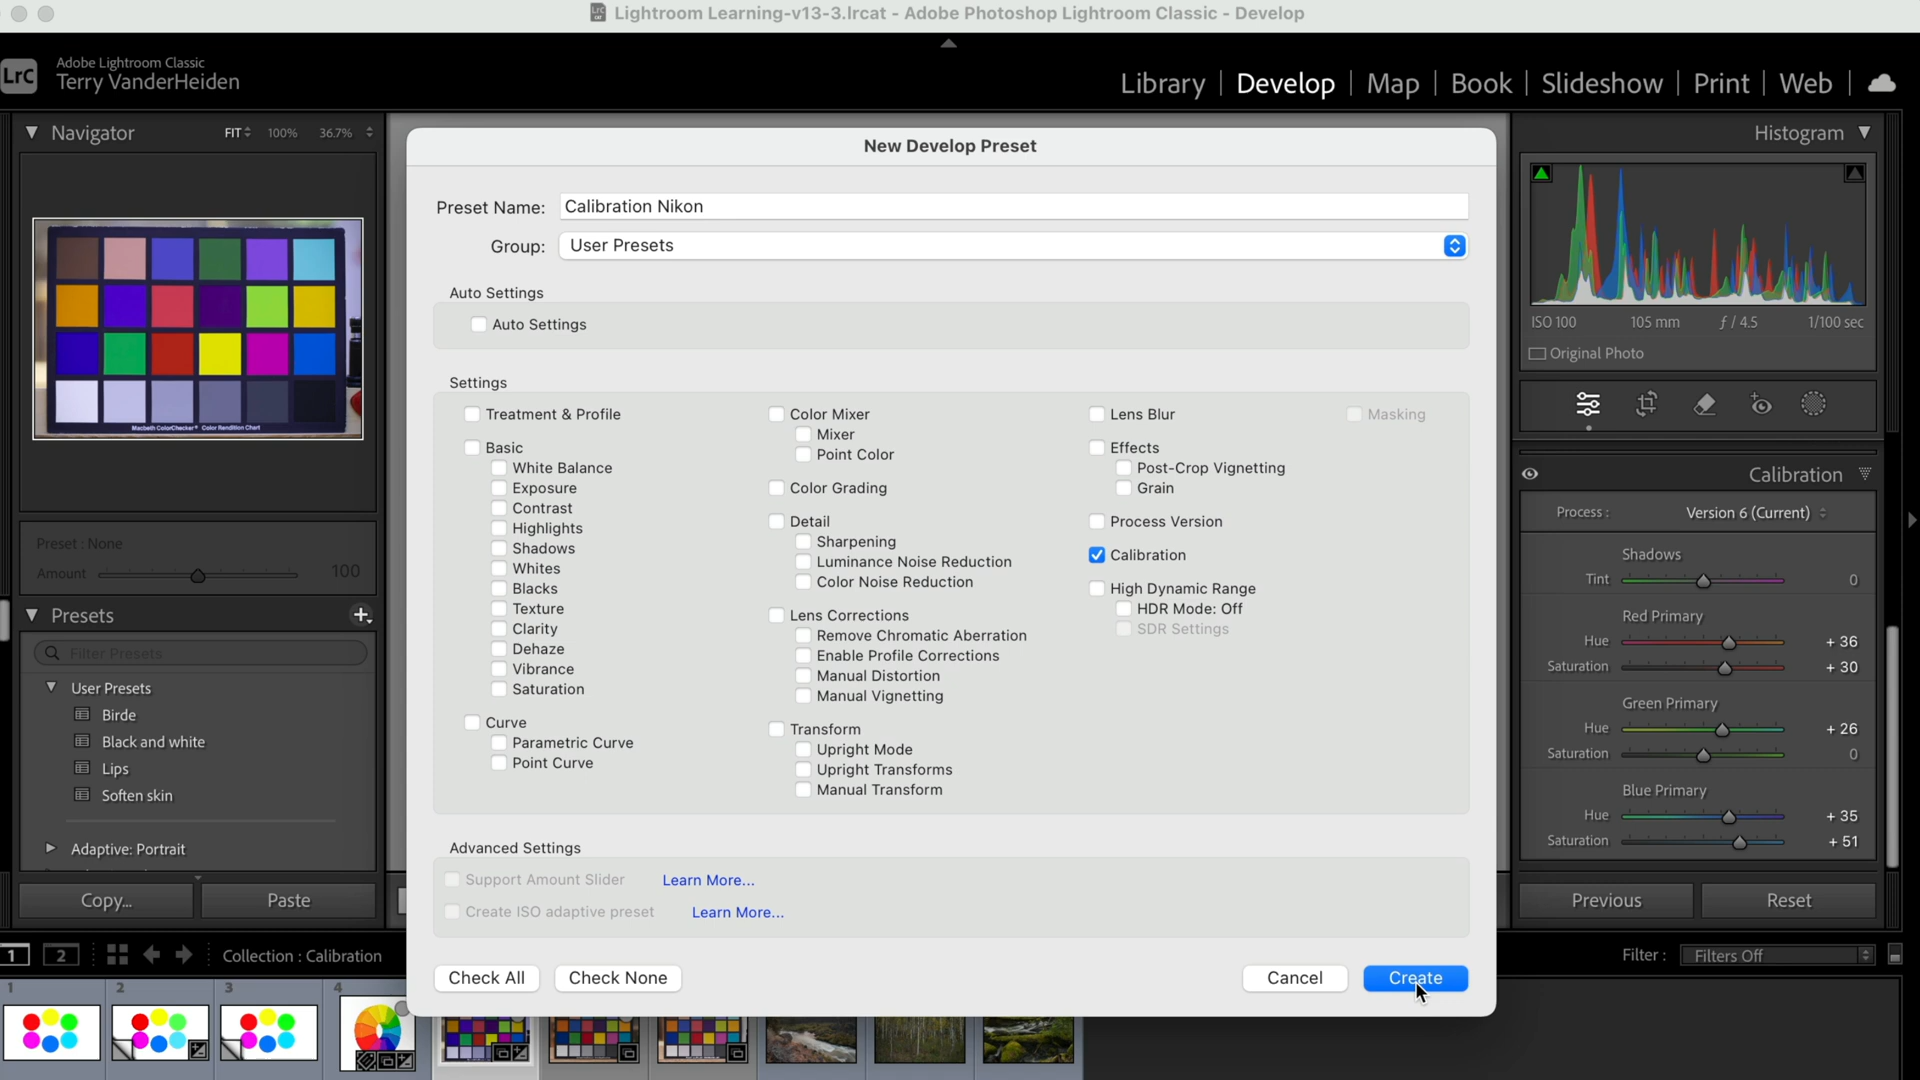 Lightroom Learning-v13-3.lrcat - Adobe Photoshop Lightroom Classic - Develop
LrC
Adobe Lightroom Classic
Terry VanderHeiden
Library | Develop | Map | Book | Slideshow | Print | Web
Navigator
FIT
100%
36.7%
Macbeth ColorChecker® Color Rendition Chart
Preset : None
Amount
100
Presets
Filter Presets
User Presets
Birde
Black and white
Lips
Soften skin
Adaptive: Portrait
Copy...
Paste
New Develop Preset
Preset Name: Calibration Nikon
Group: User Presets
Auto Settings
Auto Settings
Settings
Treatment & Profile
Basic
White Balance
Exposure
Contrast
Highlights
Shadows
Whites
Blacks
Texture
Clarity
Dehaze
Vibrance
Saturation
Curve
Parametric Curve
Point Curve
Color Mixer
Mixer
Point Color
Color Grading
Detail
Sharpening
Luminance Noise Reduction
Color Noise Reduction
Lens Corrections
Remove Chromatic Aberration
Enable Profile Corrections
Manual Distortion
Manual Vignetting
Transform
Upright Mode
Upright Transforms
Manual Transform
Lens Blur
Effects
Post-Crop Vignetting
Grain
Process Version
Calibration
High Dynamic Range
HDR Mode: Off
SDR Settings
Masking
Advanced Settings
Support Amount Slider Learn More...
Create ISO adaptive preset Learn More...
Check All
Check None
Cancel
Create
Histogram
ISO 100 105 mm ƒ / 4.5 1/100 sec
Original Photo
Calibration
Process : Version 6 (Current)
Shadows
Tint 0
Red Primary
Hue + 36
Saturation + 30
Green Primary
Hue + 26
Saturation 0
Blue Primary
Hue + 35
Saturation + 51
Previous
Reset
1
2
Collection : Calibration
Filter : Filters Off
1
2
3
4